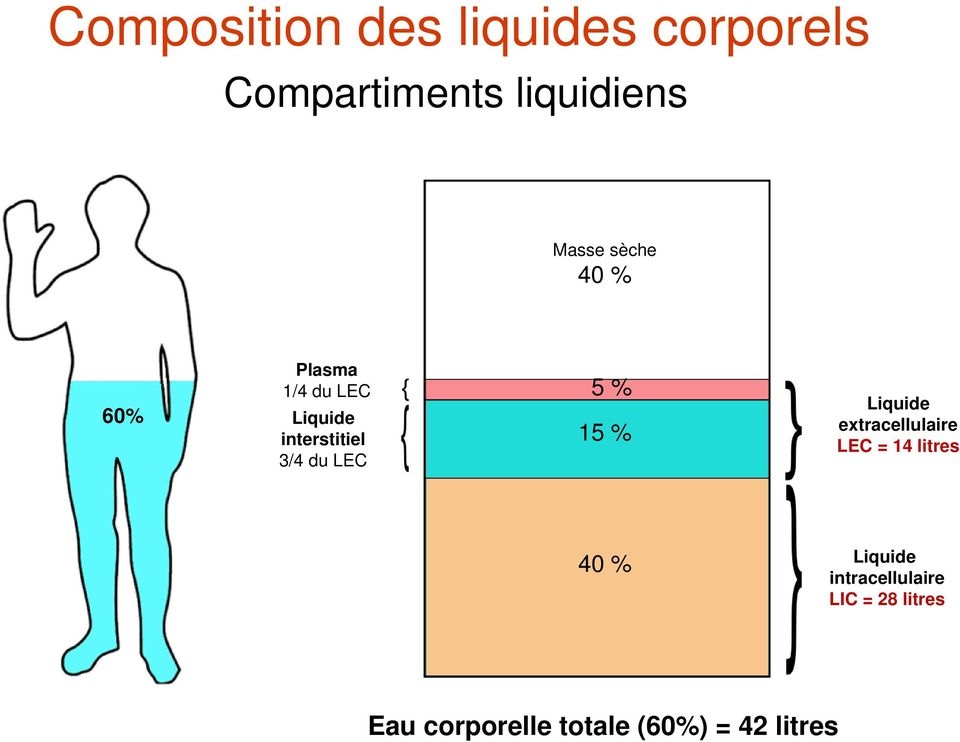 Composition des liquides corporels
Compartiments liquidiens
Masse sèche
40 %
60%
Plasma
1/4 du LEC {
Liquide
interstitiel
3/4 du LEC
{
5 %
15 %
40 %
}
Liquide
extracellulaire
LEC = 14 litres
}
Liquide
intracellulaire
LIC = 28 litres
Eau corporelle totale (60%) = 42 litres